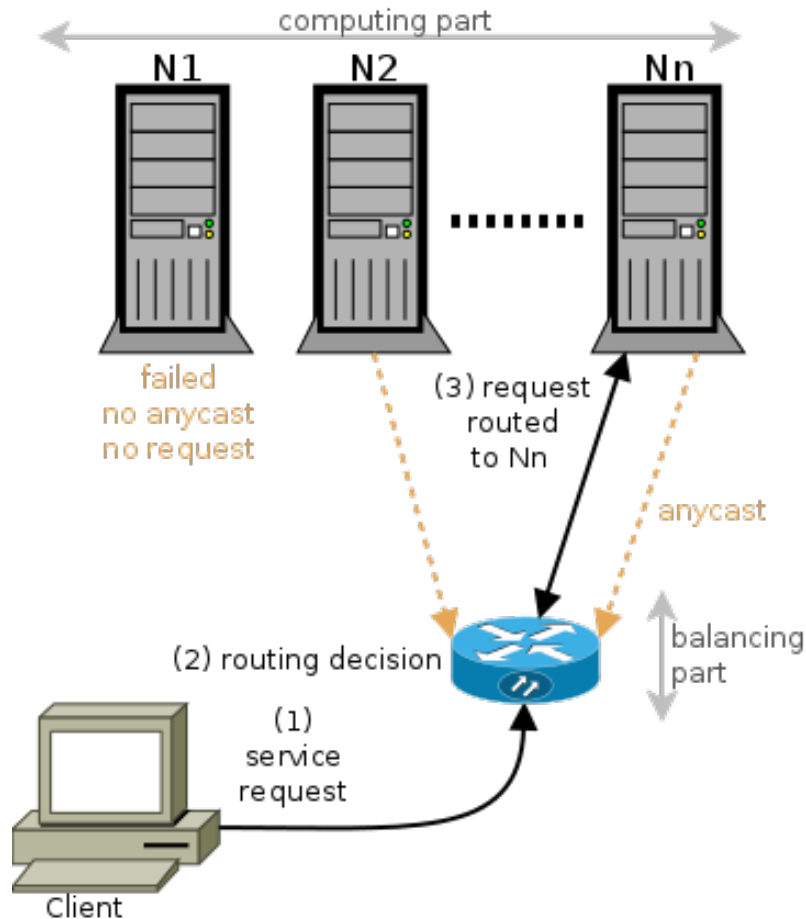 computing part
N1
N2
Nn
failed
no anycast
no request
(3) request
routed
to Nn
anycast
(2) routing decision
balancing
part
(1)
service
request
Client